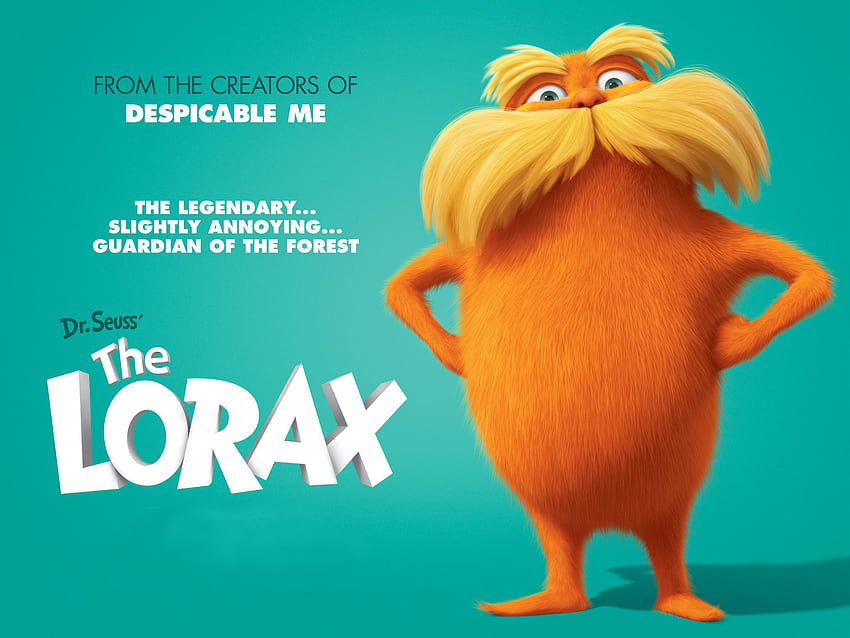 FROM THE CREATORS OF
DESPICABLE ME
THE LEGENDARY...
SLIGHTLY ANNOYING...
GUARDIAN OF THE FOREST
Dr. Seuss'
The
LORAX